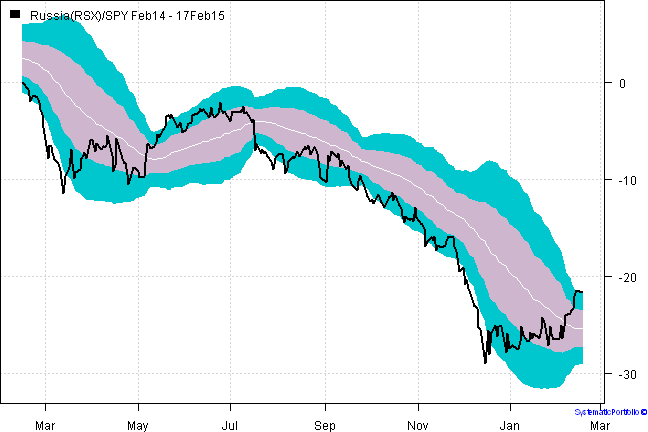 Russia(RSX)/SPY Feb14 - 17Feb15
0
-10
-20
-30
SystematicPortfolio ©
Mar May Jul Sep Nov Jan Mar